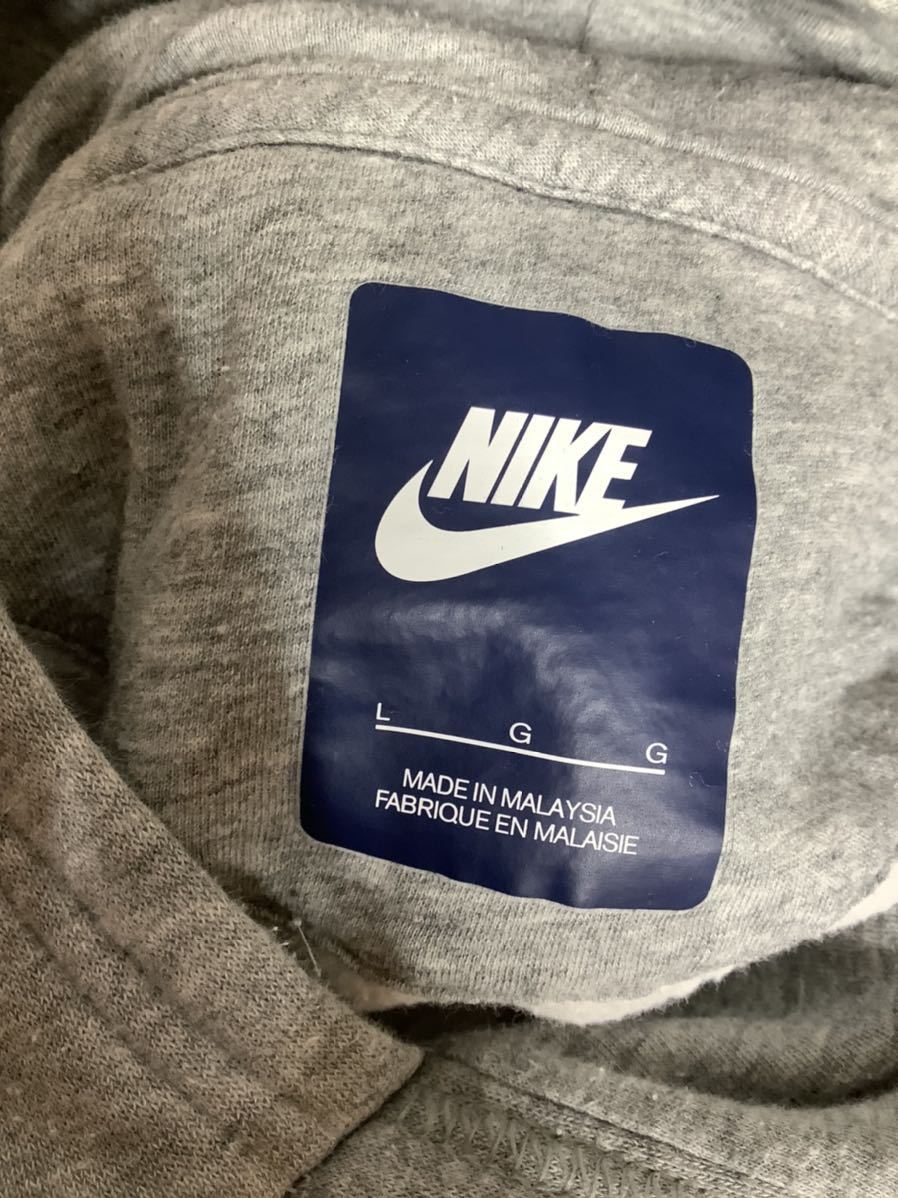 NIKE
L G G
MADE IN MALAYSIA
FABRIQUE EN MALAISIE